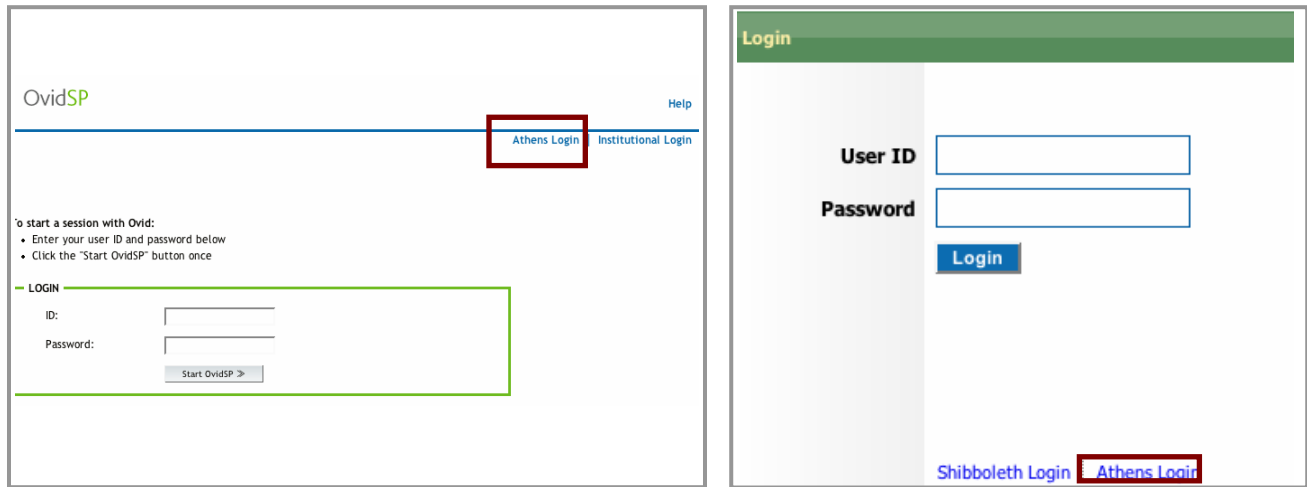 OvidSP
Help
Athens Login | Institutional Login
To start a session with Ovid:
• Enter your user ID and password below
• Click the "Start OvidSP" button once
LOGIN
ID:
Password:
Start OvidSP ≫
Login
User ID
Password
Login
Shibboleth Login Athens Login